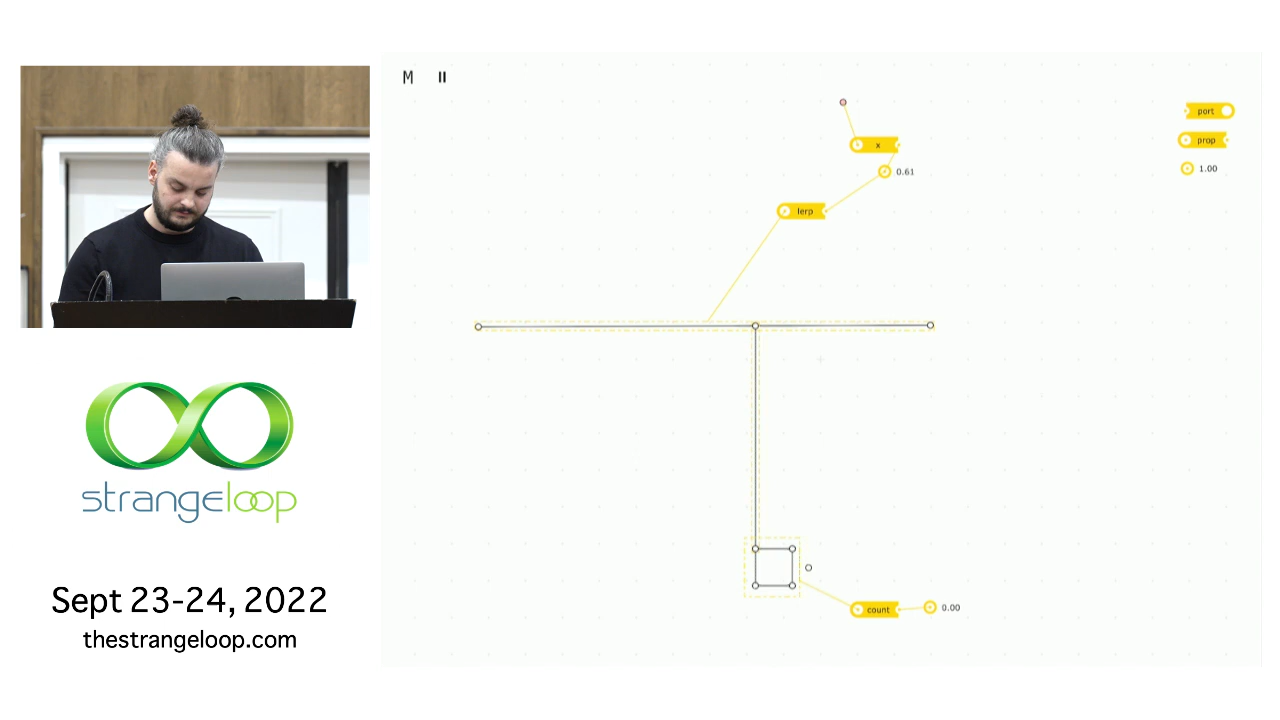 M
port
x
prop
0.61
1.00
lerp
strangeloop
Sept 23-24, 2022
count
0.00
thestrangeloop.com